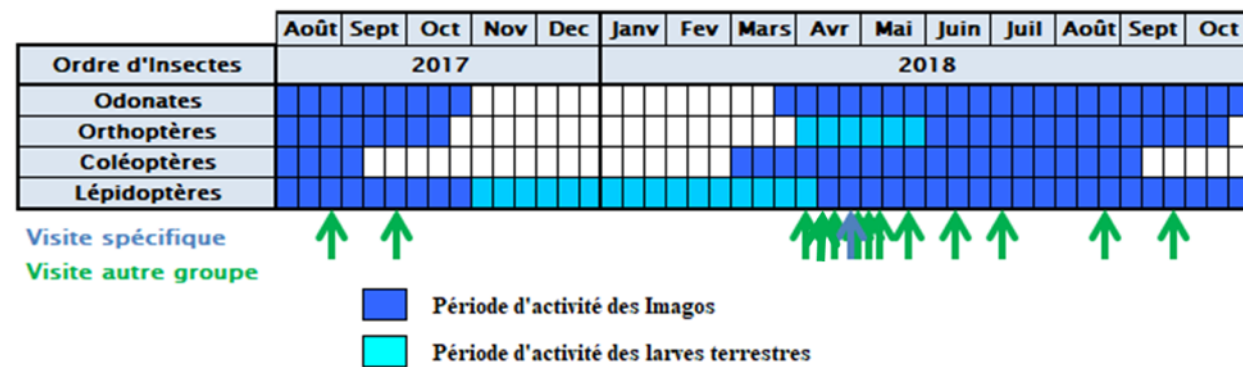 Août Sept Oct Nov Dec Janv Fev Mars Avr Mai Juin Juil Août Sept Oct
Ordre d'Insectes 2017 2018
Odonates
Orthoptères
Coléoptères
Lépidoptères
Visite spécifique
Visite autre groupe
Période d'activité des Imagos
Période d'activité des larves terrestres